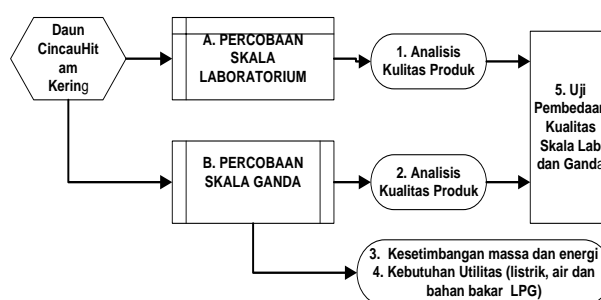 Daun
CincauHit
am
Kering
A. PERCOBAAN
SKALA
LABORATORIUM
1. Analisis
Kulitas Produk
B. PERCOBAAN
SKALA GANDA
2. Analisis
Kualitas Produk
5. Uji
Pembedaan
Kualitas
Skala Lab
dan Ganda
3. Kesetimbangan massa dan energi
4. Kebutuhan Utilitas (listrik, air dan
bahan bakar LPG)